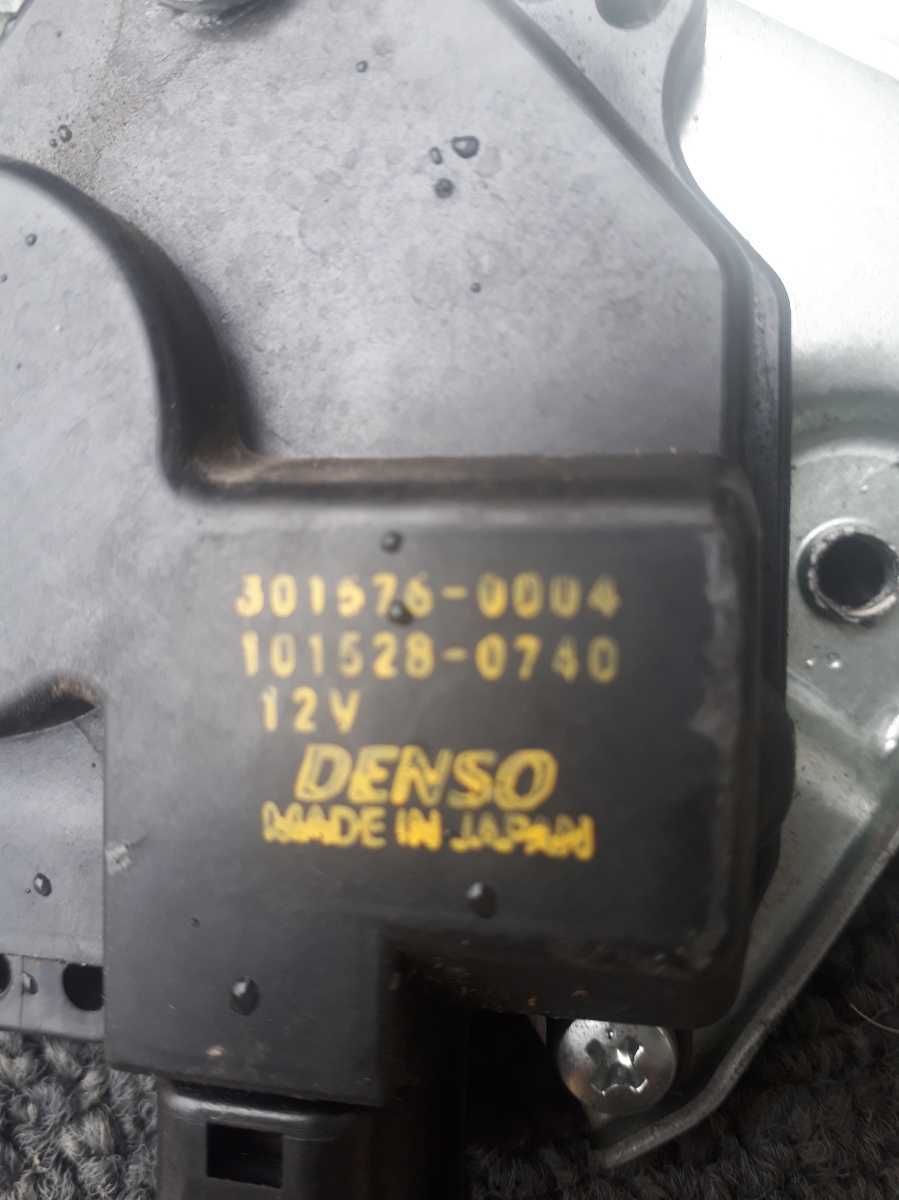 301576-0004
101528-0740
12V
DENSO
MADE IN JAPAN